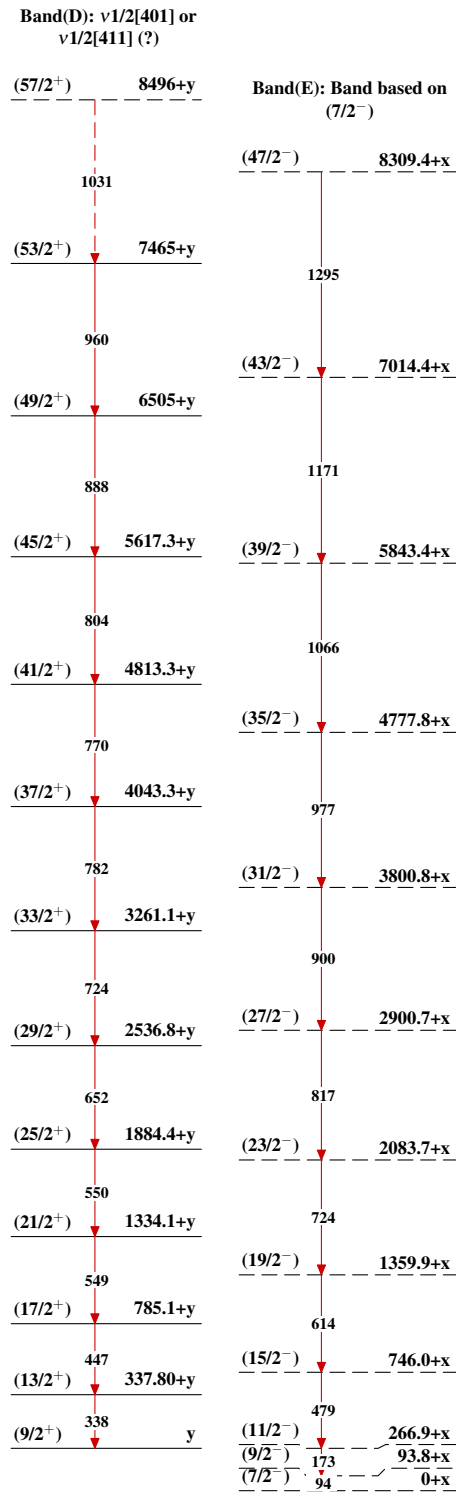 Band(D): ν1/2[401] or
ν1/2[411] (?)
(57/2⁺) 8496+y
1031
(53/2⁺) 7465+y
960
(49/2⁺) 6505+y
888
(45/2⁺) 5617.3+y
804
(41/2⁺) 4813.3+y
770
(37/2⁺) 4043.3+y
782
(33/2⁺) 3261.1+y
724
(29/2⁺) 2536.8+y
652
(25/2⁺) 1884.4+y
550
(21/2⁺) 1334.1+y
549
(17/2⁺) 785.1+y
447
(13/2⁺) 337.80+y
338
(9/2⁺) y
Band(E): Band based on
(7/2⁻)
(47/2⁻) 8309.4+x
1295
(43/2⁻) 7014.4+x
1171
(39/2⁻) 5843.4+x
1066
(35/2⁻) 4777.8+x
977
(31/2⁻) 3800.8+x
900
(27/2⁻) 2900.7+x
817
(23/2⁻) 2083.7+x
724
(19/2⁻) 1359.9+x
614
(15/2⁻) 746.0+x
479
(11/2⁻) 266.9+x
173
(9/2⁻) 93.8+x
94
(7/2⁻) 0+x